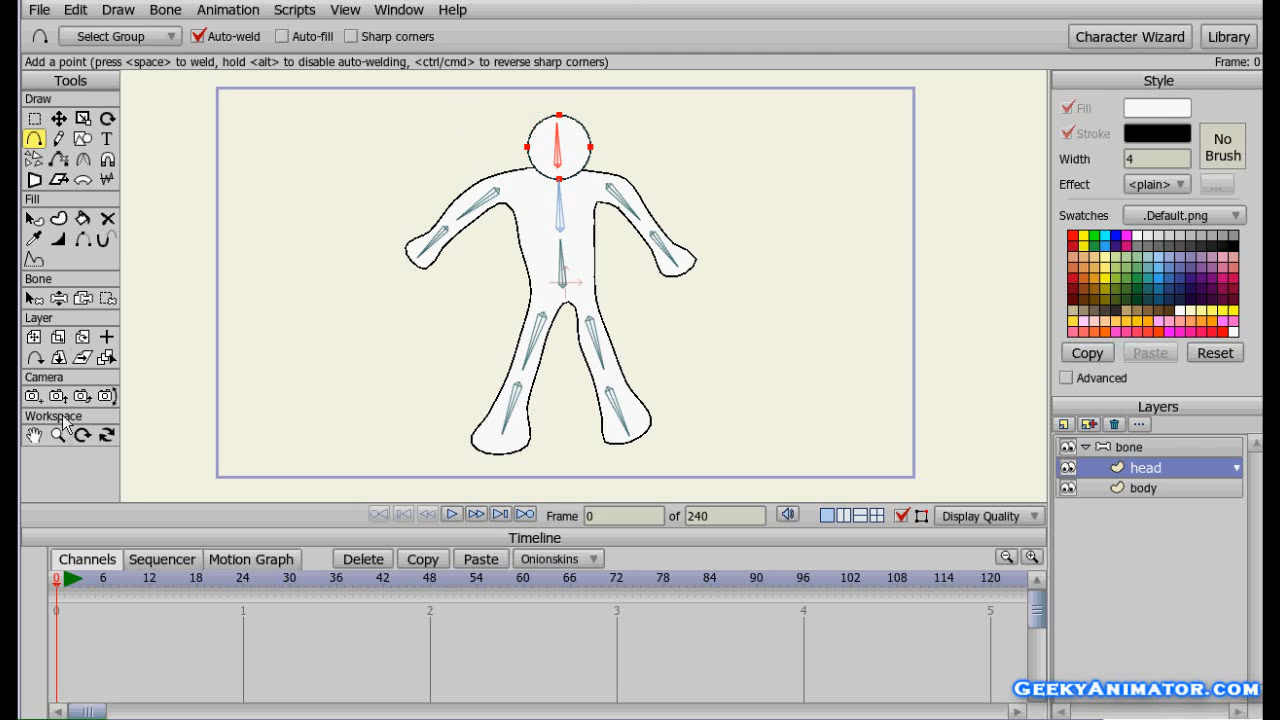 File Edit Draw Bone Animation Scripts View Window Help
Select Group Auto-weld Auto-fill Sharp corners Character Wizard Library
Add a point (press <space> to weld, hold <alt> to disable auto-welding, <ctrl/cmd> to reverse sharp corners) Frame: 0
Tools
Draw
T
Fill
Bone
Layer
Camera
Workspace
Style
Fill
Stroke
No
Brush
Width 4
Effect <plain> ...
Swatches .Default.png
Copy Paste Reset
Advanced
Layers
bone
head
body
Frame 0 of 240 Display Quality
Timeline
Channels Sequencer Motion Graph Delete Copy Paste Onionskins
0 6 12 18 24 30 36 42 48 54 60 66 72 78 84 90 96 102 108 114 120
0 1 2 3 4 5
GeekyAnimator.com